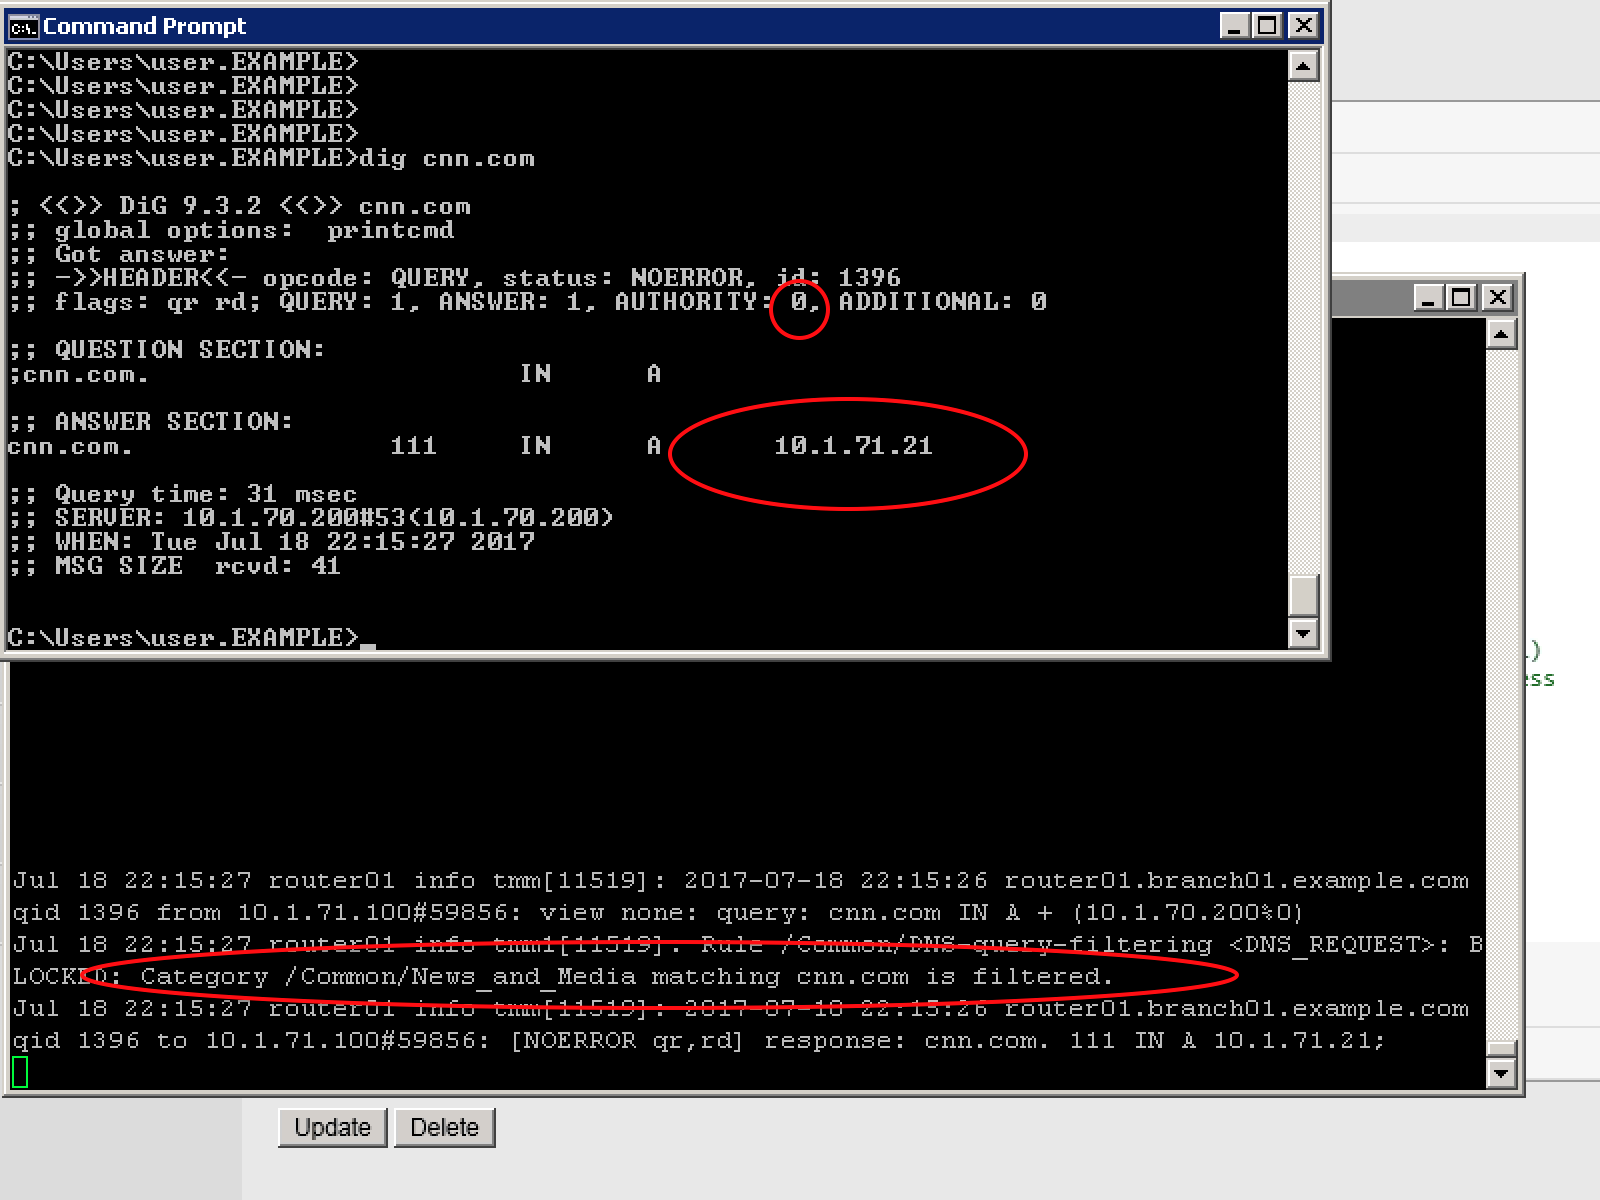 Command Prompt
C:\Users\user.EXAMPLE>
C:\Users\user.EXAMPLE>
C:\Users\user.EXAMPLE>
C:\Users\user.EXAMPLE>
C:\Users\user.EXAMPLE>dig cnn.com
; <<>> DiG 9.3.2 <<>> cnn.com
;; global options:  printcmd
;; Got answer:
;; ->>HEADER<<- opcode: QUERY, status: NOERROR, id: 1396
;; flags: qr rd; QUERY: 1, ANSWER: 1, AUTHORITY: 0, ADDITIONAL: 0
;; QUESTION SECTION:
;cnn.com. IN A
;; ANSWER SECTION:
cnn.com. 111 IN A 10.1.71.21
;; Query time: 31 msec
;; SERVER: 10.1.70.200#53(10.1.70.200)
;; WHEN: Tue Jul 18 22:15:27 2017
;; MSG SIZE  rcvd: 41
C:\Users\user.EXAMPLE>
Jul 18 22:15:27 router01 info tmm[11519]: 2017-07-18 22:15:26 router01.branch01.example.com
qid 1396 from 10.1.71.100#59856: view none: query: cnn.com IN A + (10.1.70.200%0)
Jul 18 22:15:27 router01 info tmm1[11519]: Rule /Common/DNS-query-filtering <DNS_REQUEST>: B
LOCKED: Category /Common/News_and_Media matching cnn.com is filtered.
Jul 18 22:15:27 router01 info tmm[11519]: 2017-07-18 22:15:26 router01.branch01.example.com
qid 1396 to 10.1.71.100#59856: [NOERROR qr,rd] response: cnn.com. 111 IN A 10.1.71.21;
Update Delete